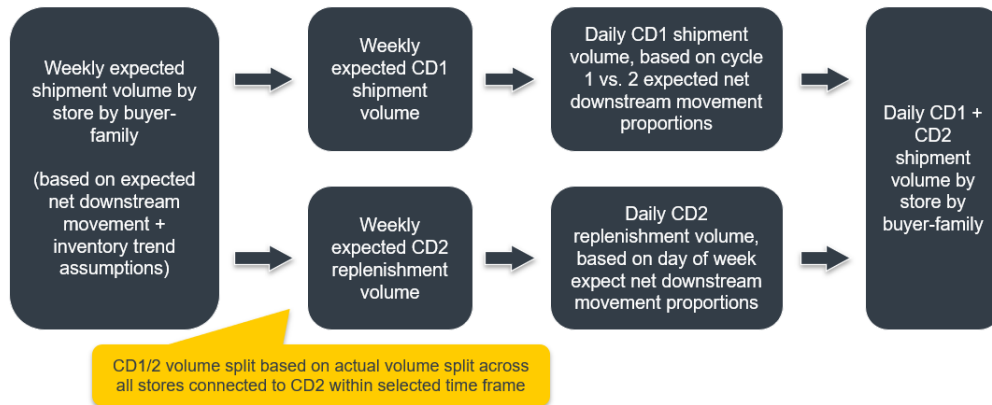 Weekly expected
shipment volume by
store by buyer-
family
(based on expected
net downstream
movement +
inventory trend
assumptions)
Weekly
expected CD1
shipment
volume
Daily CD1 shipment
volume, based on cycle
1 vs. 2 expected net
downstream movement
proportions
Weekly
expected CD2
replenishment
volume
Daily CD2
replenishment volume,
based on day of week
expect net downstream
movement proportions
Daily CD1 +
CD2
shipment
volume by
store by
buyer-family
CD1/2 volume split based on actual volume split across
all stores connected to CD2 within selected time frame